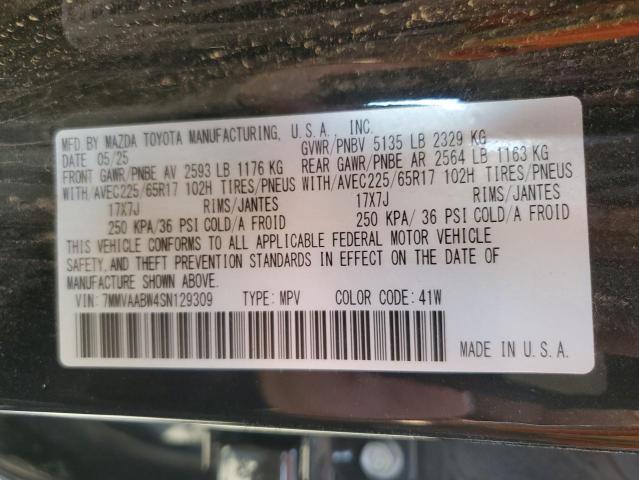 MFD BY MAZDA TOYOTA MANUFACTURING, U.S.A., INC.
DATE 05/25 GVWR/PNBV 5135 LB 2329 KG
FRONT GAWR/PNBE AV 2593 LB 1176 KG REAR GAWR/PNBE AR 2564 LB 1163 KG
WITH/AVEC225/65R17 102H TIRES/PNEUS WITH/AVEC225/65R17 102H TIRES/PNEUS
17X7J RIMS/JANTES 17X7J RIMS/JANTES
250 KPA/36 PSI COLD/A FROID 250 KPA/ 36 PSI COLD/A FROID
THIS VEHICLE CONFORMS TO ALL APPLICABLE FEDERAL MOTOR VEHICLE
SAFETY, AND THEFT PREVENTION STANDARDS IN EFFECT ON THE DATE OF
MANUFACTURE SHOWN ABOVE.
VIN: 7MMVAABW4SN129309 TYPE: MPV COLOR CODE: 41W
MADE IN U.S.A.